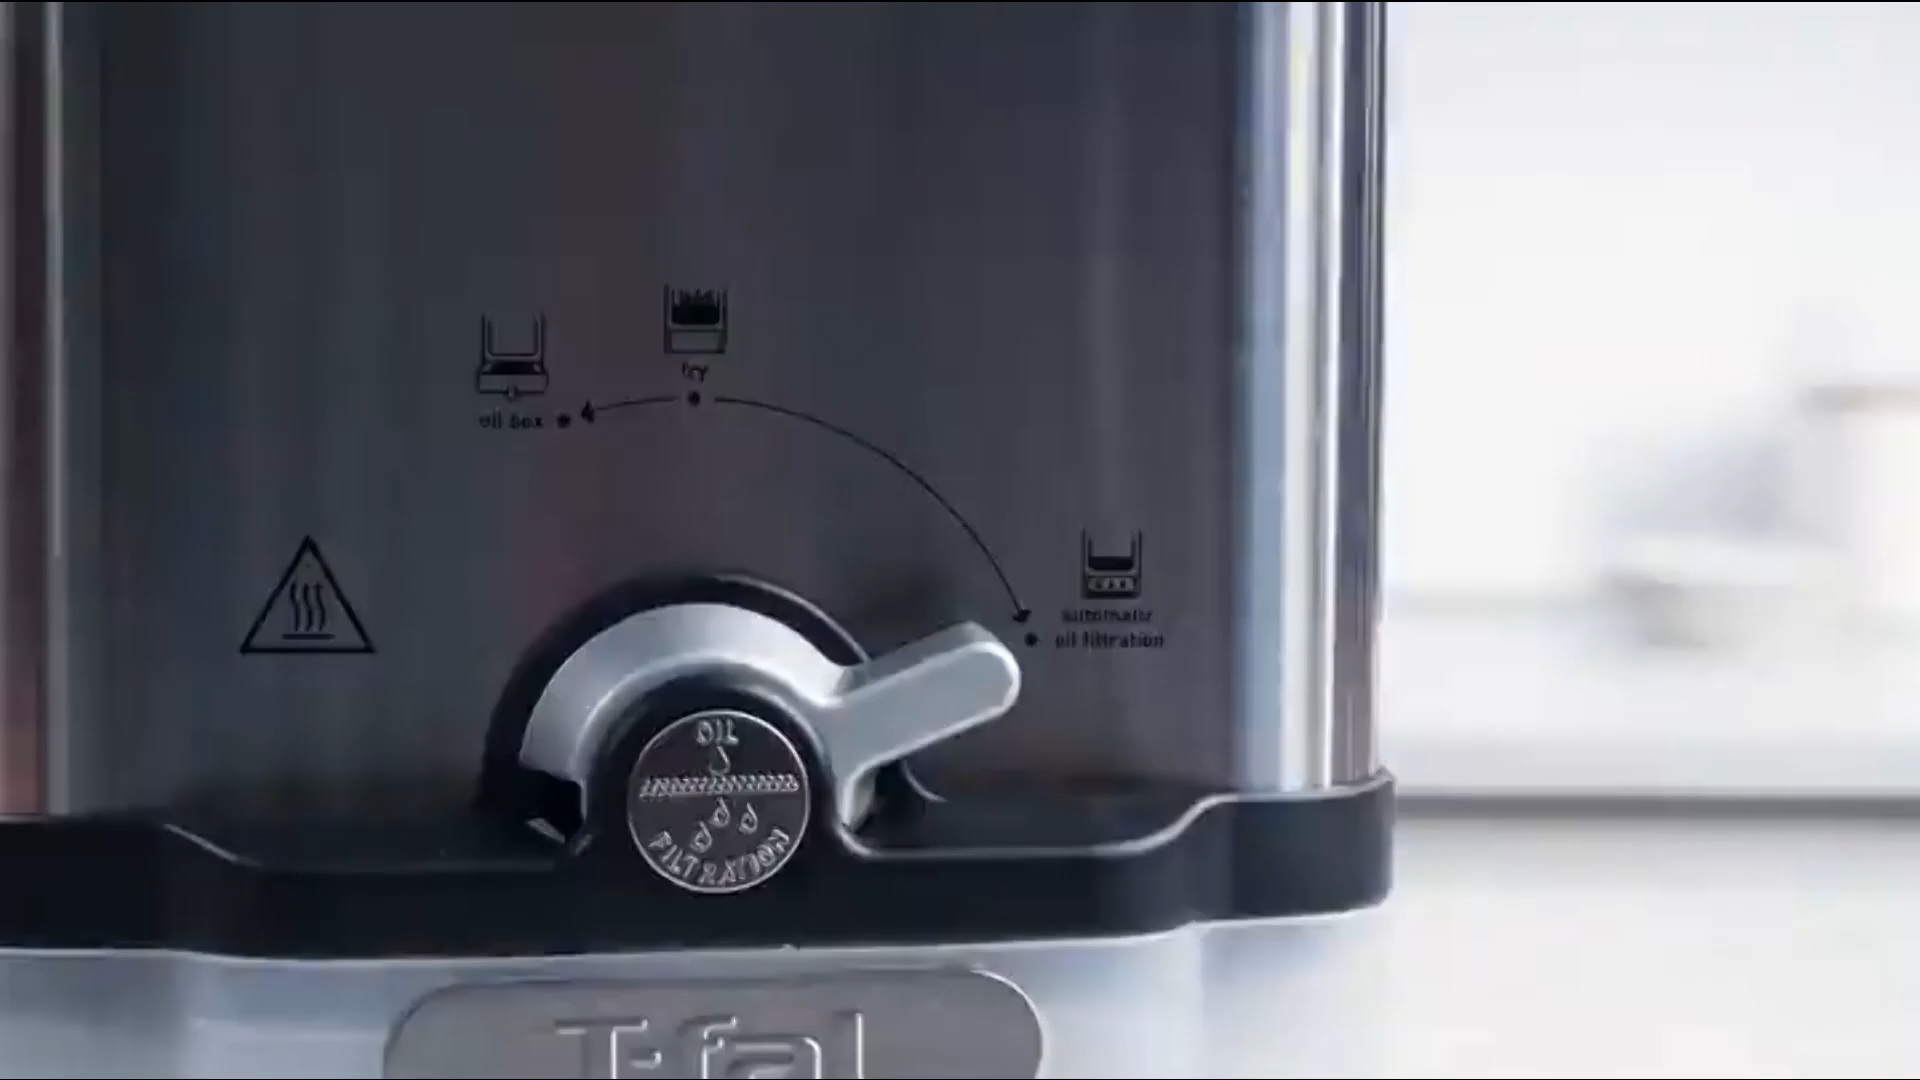 fry
oil box
automatic
oil filtration
OIL
FILTRATION
T-fal